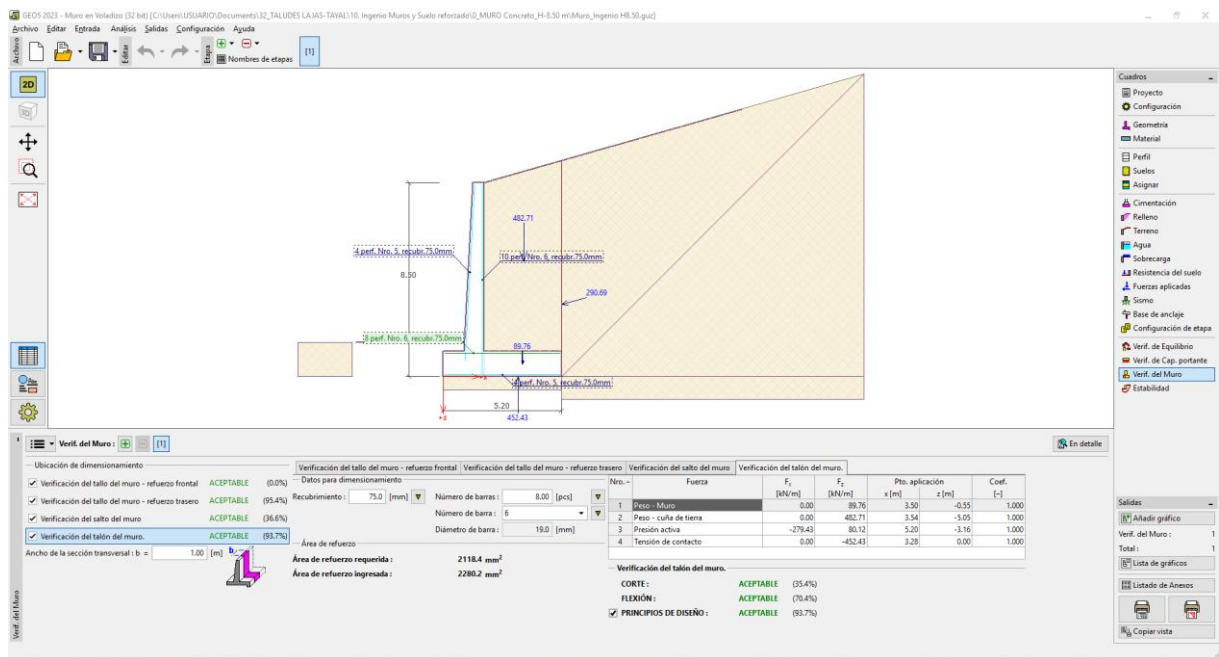 GEO5 2023 - Muro en Voladizo (32 bit) [C:\Users\USUARIO\Documents\32_TALUDES LAJAS-TAYAL\10. Ingenio Muros y Suelo reforzado\0_MURO Concreto_H-8.50 m\Muro_Ingenio H8.50.guz]
Archivo Editar Entrada Análisis Salidas Configuración Ayuda
Archivo
Editar
Etapa
Nombres de etapas
[1]
2D
3D
482.71
4 perf. Nro. 5, recubr.75.0mm
10 perf. Nro. 6, recubr.75.0mm
8.50
290.69
8 perf. Nro. 6, recubr.75.0mm
89.76
+x
4 perf. Nro. 5, recubr.75.0mm
5.20
+z
452.43
Cuadros
Proyecto
Configuración
Geometría
Material
Perfil
Suelos
Asignar
Cimentación
Relleno
Terreno
Agua
Sobrecarga
Resistencia del suelo
Fuerzas aplicadas
Sismo
Base de anclaje
Configuración de etapa
Verif. de Equilibrio
Verif. de Cap. portante
Verif. del Muro
Estabilidad
Verif. del Muro : [1]
En detalle
Ubicación de dimensionamiento
Verificación del tallo del muro - refuerzo frontal ACEPTABLE (0.0%)
Verificación del tallo del muro - refuerzo trasero ACEPTABLE (95.4%)
Verificación del salto del muro ACEPTABLE (36.6%)
Verificación del talón del muro. ACEPTABLE (93.7%)
Ancho de la sección transversal : b = 1.00 [m]
b
Verificación del tallo del muro - refuerzo frontal Verificación del tallo del muro - refuerzo trasero Verificación del salto del muro Verificación del talón del muro.
Datos para dimensionamiento
Recubrimiento : 75.0 [mm] Número de barras : 8.00 [pcs]
Número de barra : 6
Diámetro de barra : 19.0 [mm]
Área de refuerzo
Área de refuerzo requerida : 2118.4 mm²
Área de refuerzo ingresada : 2280.2 mm²
Nro. Fuerza Fx Fz Pto. aplicación Coef.
[kN/m] [kN/m] x [m] z [m] [-]
1 Peso - Muro 0.00 89.76 3.50 -0.55 1.000
2 Peso - cuña de tierra 0.00 482.71 3.54 -5.05 1.000
3 Presión activa -279.43 80.12 5.20 -3.16 1.000
4 Tensión de contacto 0.00 -452.43 3.28 0.00 1.000
Verificación del talón del muro.
CORTE : ACEPTABLE (35.4%)
FLEXIÓN : ACEPTABLE (70.4%)
PRINCIPIOS DE DISEÑO : ACEPTABLE (93.7%)
Verif. del Muro
Salidas
Añadir gráfico
Verif. del Muro : 1
Total : 1
Lista de gráficos
Listado de Anexos
Copiar vista